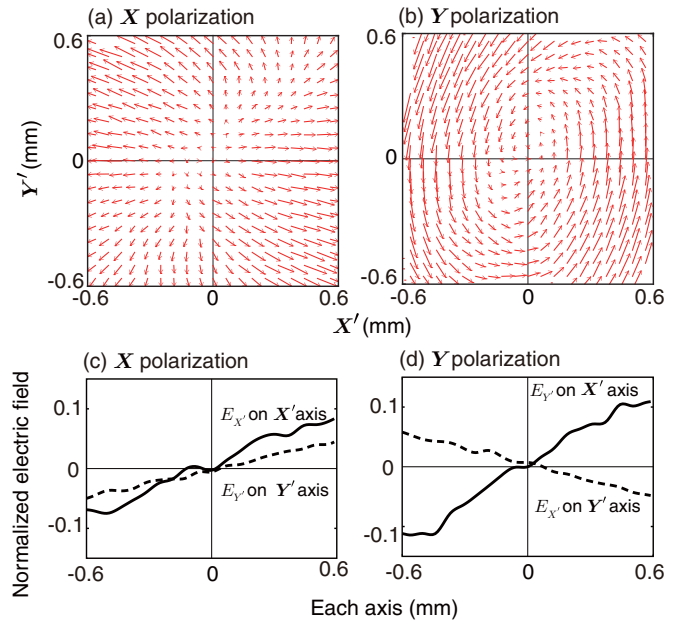 (a) X polarization
(b) Y polarization
0.6
0
-0.6
Y′ (mm)
-0.6
0
0.6
0.6
0
-0.6
-0.6
0
0.6
X′ (mm)
(c) X polarization
(d) Y polarization
Normalized electric field
0.1
0
-0.1
E_X′ on X′ axis
E_Y′ on Y′ axis
-0.6
0
0.6
0.1
0
-0.1
E_Y′ on X′ axis
E_X′ on Y′ axis
-0.6
0
0.6
Each axis (mm)